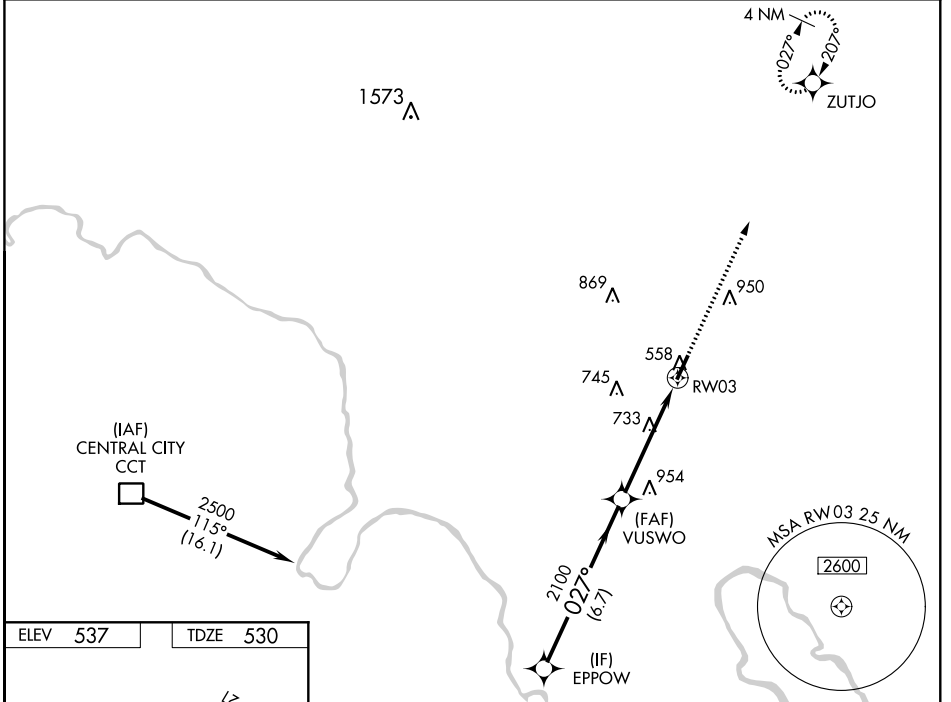 4 NM
027°
207°
ZUTJO
1573
869
950
558
RW03
745
733
(IAF)
CENTRAL CITY
CCT
2500
115°
(16.1)
954
(FAF)
VUSWO
2100
027°
(6.7)
MSA RW03 25 NM
2600
(IF)
EPPOW
ELEV 537
TDZE 530